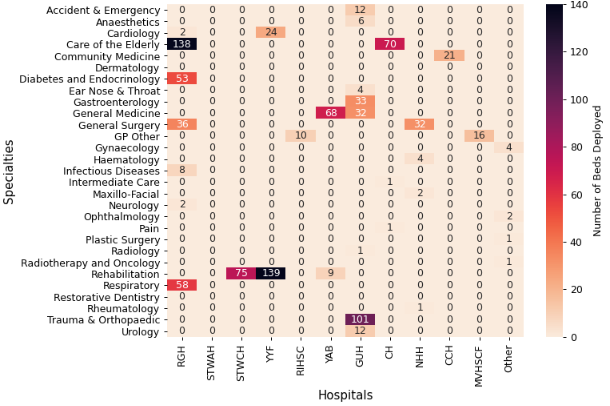 Accident & Emergency 0 0 0 0 0 0 12 0 0 0 0 0
Anaesthetics 0 0 0 0 0 0 6 0 0 0 0 0
Cardiology 2 0 0 24 0 0 0 0 0 0 0 0
Care of the Elderly 138 0 0 0 0 0 0 70 0 0 0 0
Community Medicine 0 0 0 0 0 0 0 0 0 21 0 0
Dermatology 0 0 0 0 0 0 0 0 0 0 0 0
Diabetes and Endocrinology 53 0 0 0 0 0 0 0 0 0 0 0
Ear Nose & Throat 0 0 0 0 0 0 4 0 0 0 0 0
Gastroenterology 0 0 0 0 0 0 33 0 0 0 0 0
General Medicine 0 0 0 0 0 68 32 0 0 0 0 0
General Surgery 36 0 0 0 0 0 0 0 32 0 0 0
GP Other 0 0 0 0 10 0 0 0 0 0 16 0
Gynaecology 0 0 0 0 0 0 0 0 0 0 0 4
Haematology 0 0 0 0 0 0 0 0 4 0 0 0
Infectious Diseases 8 0 0 0 0 0 0 0 0 0 0 0
Intermediate Care 0 0 0 0 0 0 0 1 0 0 0 0
Maxillo-Facial 0 0 0 0 0 0 0 0 2 0 0 0
Neurology 2 0 0 0 0 0 0 0 0 0 0 0
Ophthalmology 0 0 0 0 0 0 0 0 0 0 0 2
Pain 0 0 0 0 0 0 0 1 0 0 0 0
Plastic Surgery 0 0 0 0 0 0 0 0 0 0 0 1
Radiology 0 0 0 0 0 0 1 0 0 0 0 0
Radiotherapy and Oncology 0 0 0 0 0 0 0 0 0 0 0 1
Rehabilitation 0 0 75 139 0 9 0 0 0 0 0 0
Respiratory 58 0 0 0 0 0 0 0 0 0 0 0
Restorative Dentistry 0 0 0 0 0 0 0 0 0 0 0 0
Rheumatology 0 0 0 0 0 0 0 0 1 0 0 0
Trauma & Orthopaedic 0 0 0 0 0 0 101 0 0 0 0 0
Urology 0 0 0 0 0 0 12 0 0 0 0 0
RGH STWAH STWCH YYF RIHSC YAB GUH CH NHH CCH MVHSCF Other
Hospitals
Specialties
140
120
100
80
60
40
20
0
Number of Beds Deployed